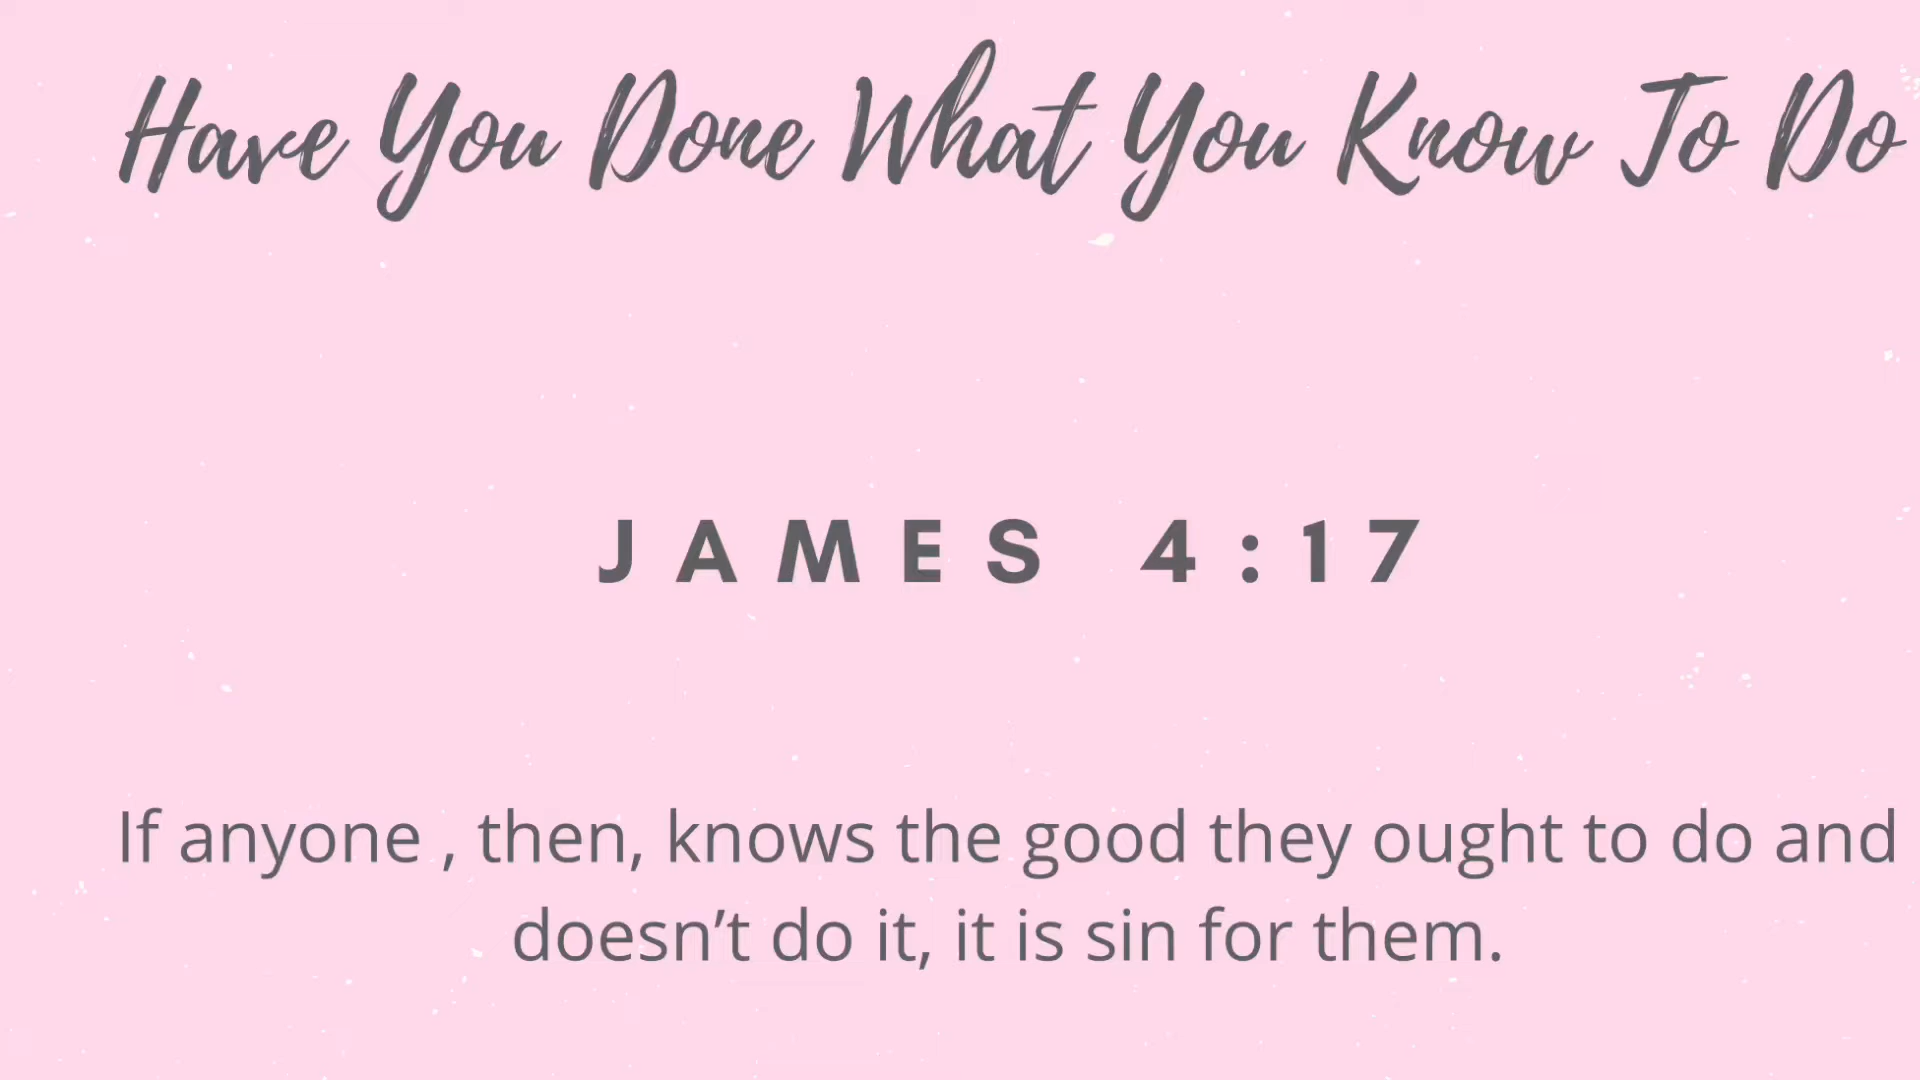 Have You Done What You Know To Do
JAMES 4:17
If anyone , then, knows the good they ought to do and
doesn’t do it, it is sin for them.